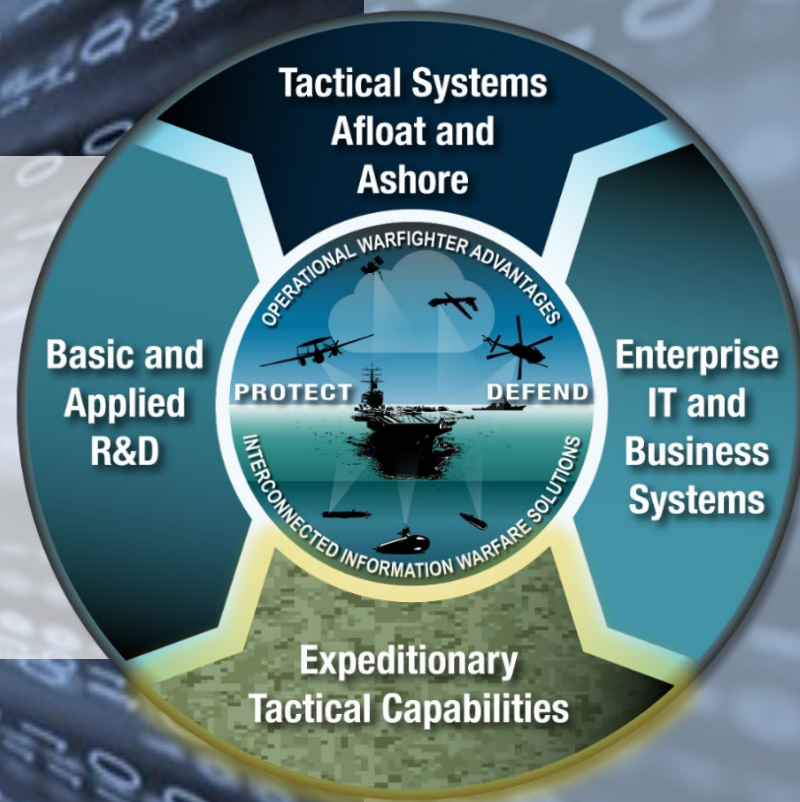 Tactical Systems
Afloat and
Ashore
Basic and
Applied
R&D
OPERATIONAL WARFIGHTER ADVANTAGES
PROTECT
DEFEND
INTERCONNECTED INFORMATION WARFARE SOLUTIONS
Enterprise
IT and
Business
Systems
Expeditionary
Tactical Capabilities